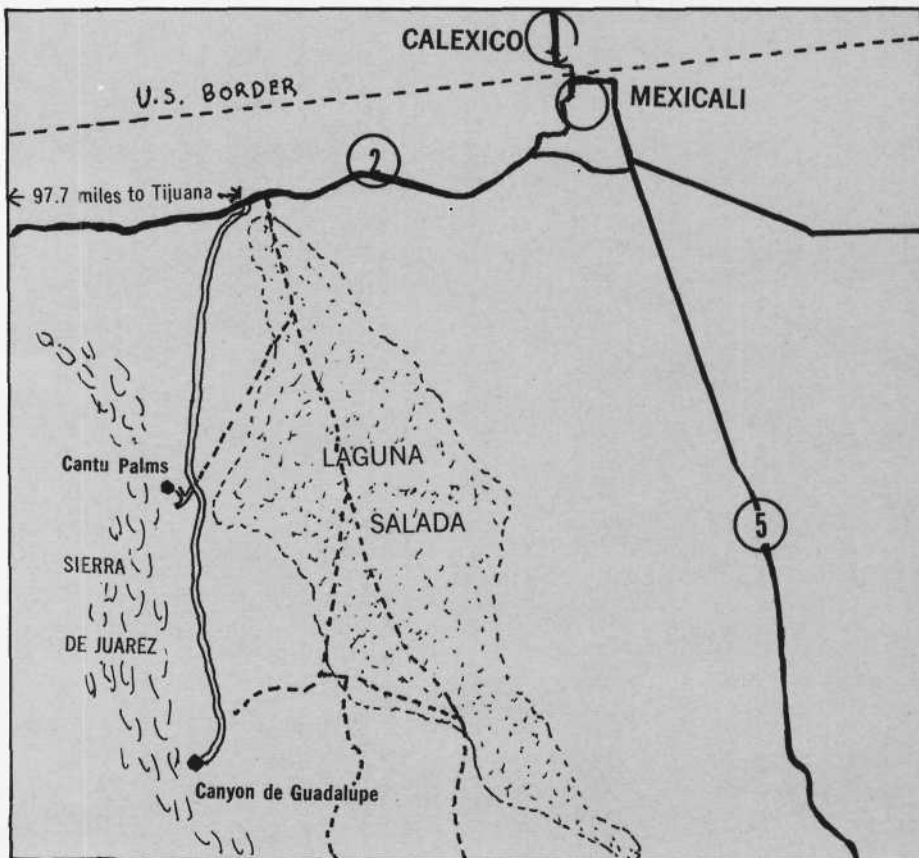 CALEXICO
1
U.S. BORDER
MEXICALI
2
← 97.7 miles to Tijuana →
LAGUNA
Cantu Palms
SALADA
5
SIERRA
DE JUAREZ
Canyon de Guadalupe